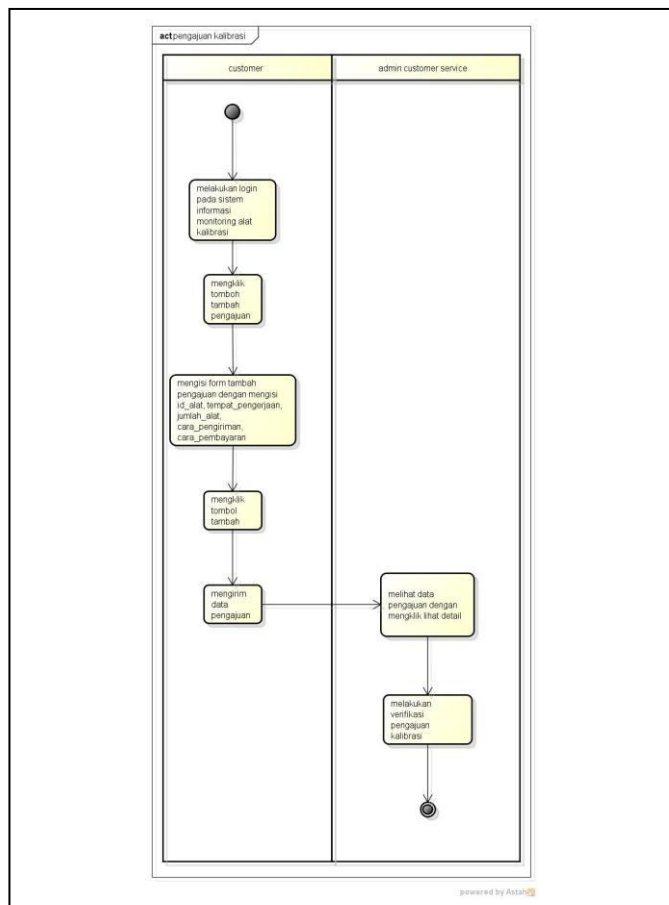 act pengajuan kalibrasi
customer
admin customer service
melakukan login
pada sistem
informasi
monitoring alat
kalibrasi
mengklik
tomboh
tambah
pengajuan
mengisi form tambah
pengajuan dengan mengisi
id_alat, tempat_pengerjaan,
jumlah_alat,
cara_pengiriman,
cara_pembayaran
mengklik
tombol
tambah
mengirim
data
pengajuan
melihat data
pengajuan dengan
mengklik lihat detail
melakukan
verifikasi
pengajuan
kalibrasi
powered by Astah